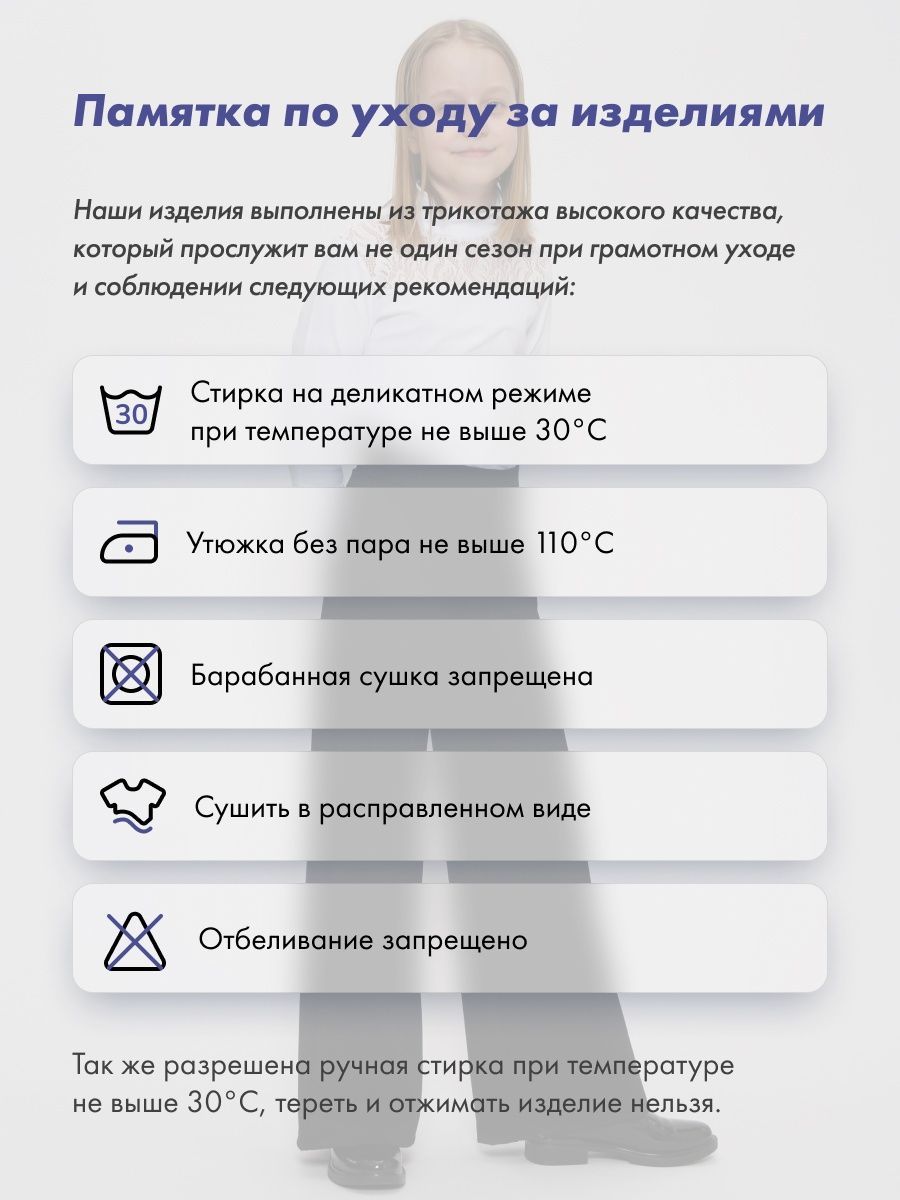 Памятка по уходу за изделиями
Наши изделия выполнены из трикотажа высокого качества,
который прослужит вам не один сезон при грамотном уходе
и соблюдении следующих рекомендаций:
30
Стирка на деликатном режиме
при температуре не выше 30°С
Утюжка без пара не выше 110°С
Барабанная сушка запрещена
Сушить в расправленном виде
Отбеливание запрещено
Так же разрешена ручная стирка при температуре
не выше 30°С, тереть и отжимать изделие нельзя.